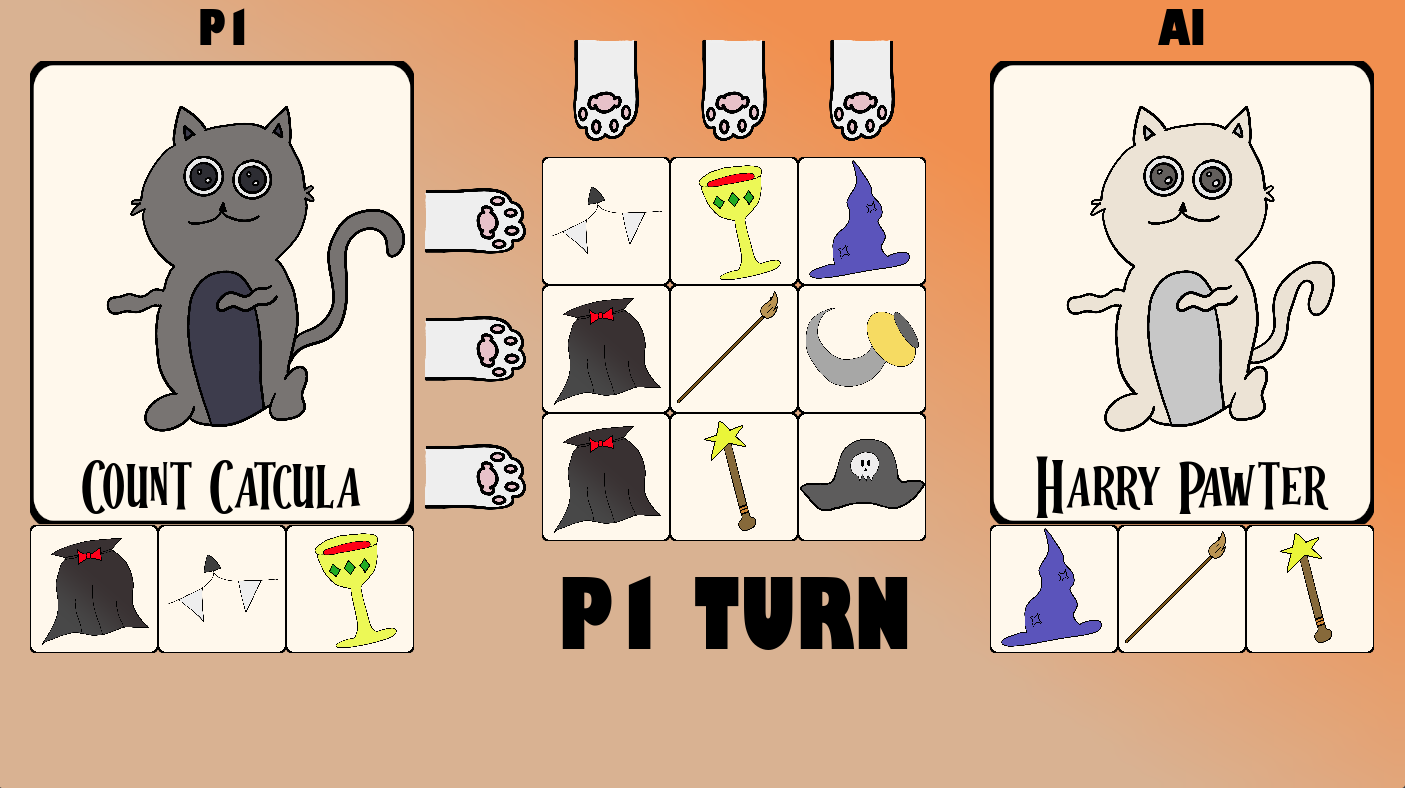 P1
AI
COUNT CATCULA
HARRY PAWTER
P1 TURN